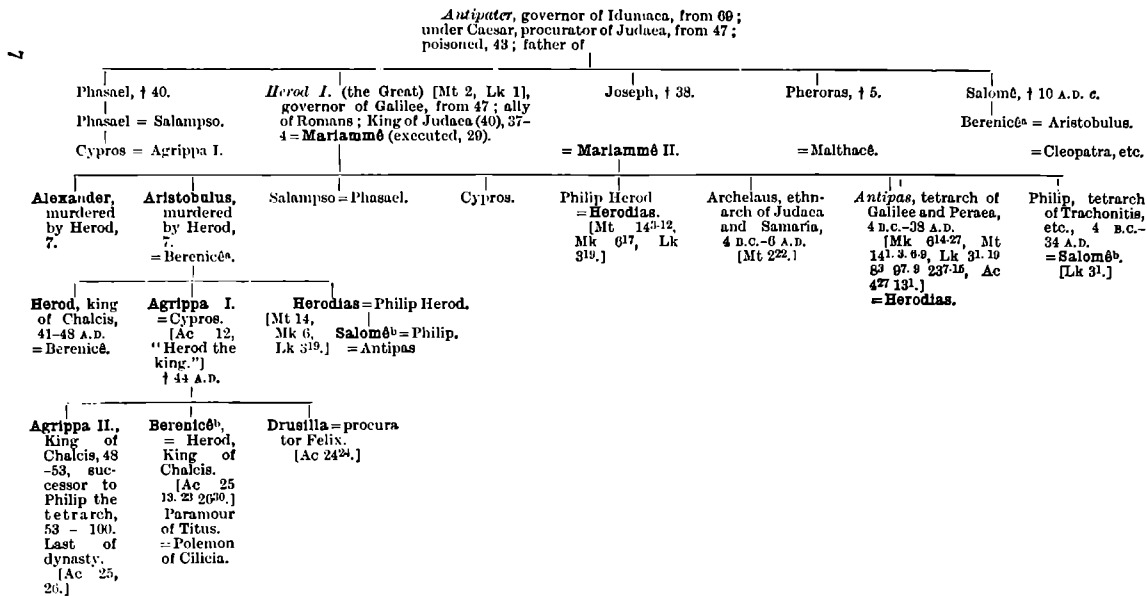 Antipater, governor of Idumaea, from 69 ;
under Caesar, procurator of Judaea, from 47 ;
poisoned, 43 ; father of
7
Phasael, † 40.
Phasael = Salampso.
Cypros = Agrippa I.
Herod I. (the Great) [Mt 2, Lk 1],
governor of Galilee, from 47 ; ally
of Romans ; King of Judaea (40), 37–
4 = Mariammê (executed, 29).
Joseph, † 38.
= Mariammê II.
Pheroras, † 5.
= Malthacê.
Salomê, † 10 A.D. c.
Berenicêᵃ = Aristobulus.
= Cleopatra, etc.
Alexander,
murdered
by Herod,
7.
Aristobulus,
murdered
by Herod,
7.
= Berenicêᵃ.
Salampso = Phasael.
Cypros.
Philip Herod
= Herodias.
[Mt 14³⁻¹²,
Mk 6¹⁷, Lk
3¹⁹.]
Archelaus, ethn-
arch of Judaea
and Samaria,
4 B.C.–6 A.D.
[Mt 2²².]
Antipas, tetrarch of
Galilee and Peraea,
4 B.C.–38 A.D.
[Mk 6¹⁴⁻²⁷, Mt
14¹· ³· ⁶⁻⁹, Lk 3¹· ¹⁹
8³ 9⁷· ⁹ 23⁷⁻¹⁵, Ac
4²⁷ 13¹.]
= Herodias.
Philip, tetrarch
of Trachonitis,
etc., 4 B.C.–
34 A.D.
= Salomêᵇ.
[Lk 3¹.]
Herod, king
of Chalcis,
41–48 A.D.
= Berenicê.
Agrippa I.
= Cypros.
[Ac 12,
"Herod the
king."]
† 44 A.D.
Herodias = Philip Herod.
[Mt 14,
Mk 6, Salomêᵇ = Philip.
Lk 3¹⁹.] = Antipas
Agrippa II.,
King of
Chalcis, 48
–53, suc-
cessor to
Philip the
tetrarch,
53 – 100.
Last of
dynasty.
[Ac 25,
26.]
Berenicêᵇ,
= Herod,
King of
Chalcis.
[Ac 25
¹³· ²³ 26³⁰.]
Paramour
of Titus.
= Polemon
of Cilicia.
Drusilla = procura
tor Felix.
[Ac 24²⁴.]